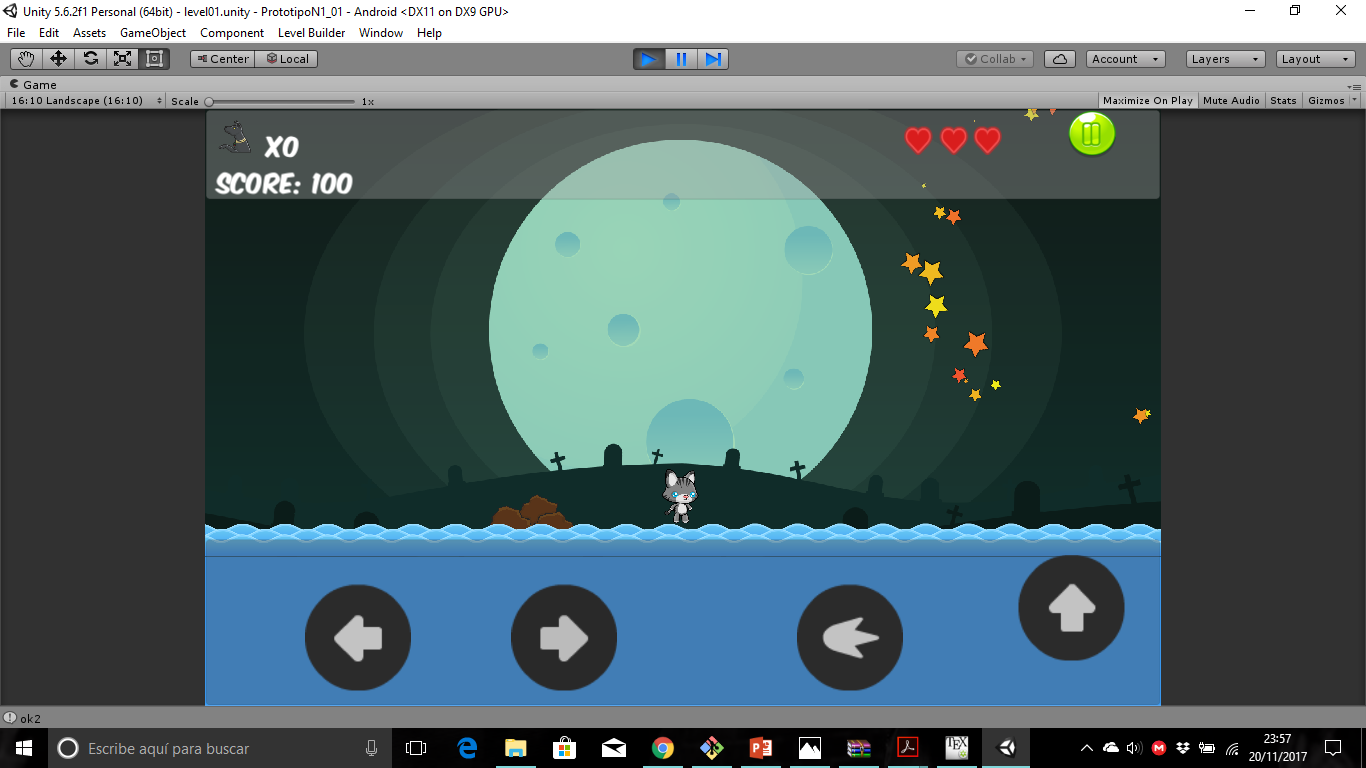 Unity 5.6.2f1 Personal (64bit) - level01.unity - PrototipoN1_01 - Android <DX11 on DX9 GPU>
File Edit Assets GameObject Component Level Builder Window Help
Center Local Collab Account Layers Layout
Game
16:10 Landscape (16:10) Scale 1x Maximize On Play Mute Audio Stats Gizmos
X0
SCORE: 100
ok2
Escribe aquí para buscar
23:57
20/11/2017